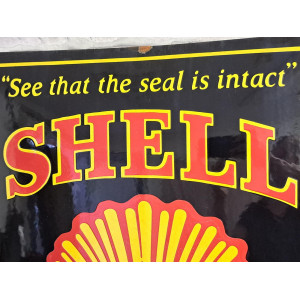 "See that the seal is intact"
SHELL